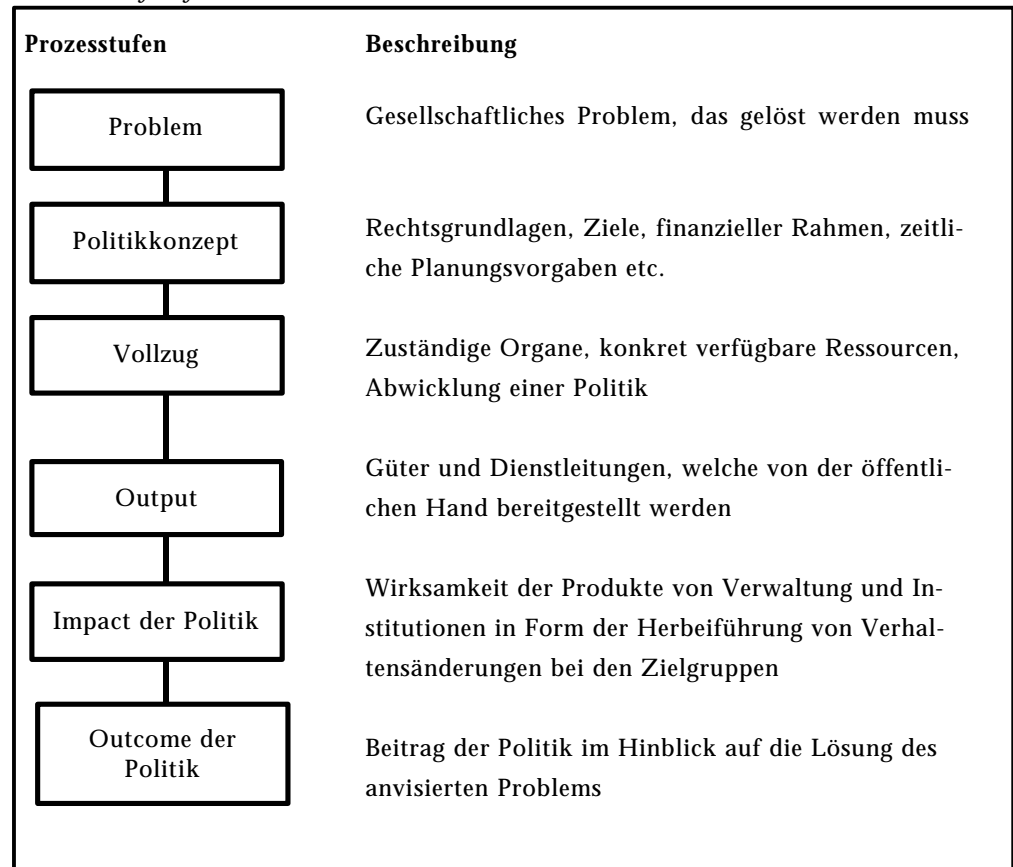 Prozesstufen Beschreibung
Problem
Gesellschaftliches Problem, das gelöst werden muss
Politikkonzept
Rechtsgrundlagen, Ziele, finanzieller Rahmen, zeitli-
che Planungsvorgaben etc.
Vollzug
Zuständige Organe, konkret verfügbare Ressourcen,
Abwicklung einer Politik
Output
Güter und Dienstleitungen, welche von der öffentli-
chen Hand bereitgestellt werden
Impact der Politik
Wirksamkeit der Produkte von Verwaltung und In-
stitutionen in Form der Herbeiführung von Verhal-
tensänderungen bei den Zielgruppen
Outcome der
Politik
Beitrag der Politik im Hinblick auf die Lösung des
anvisierten Problems